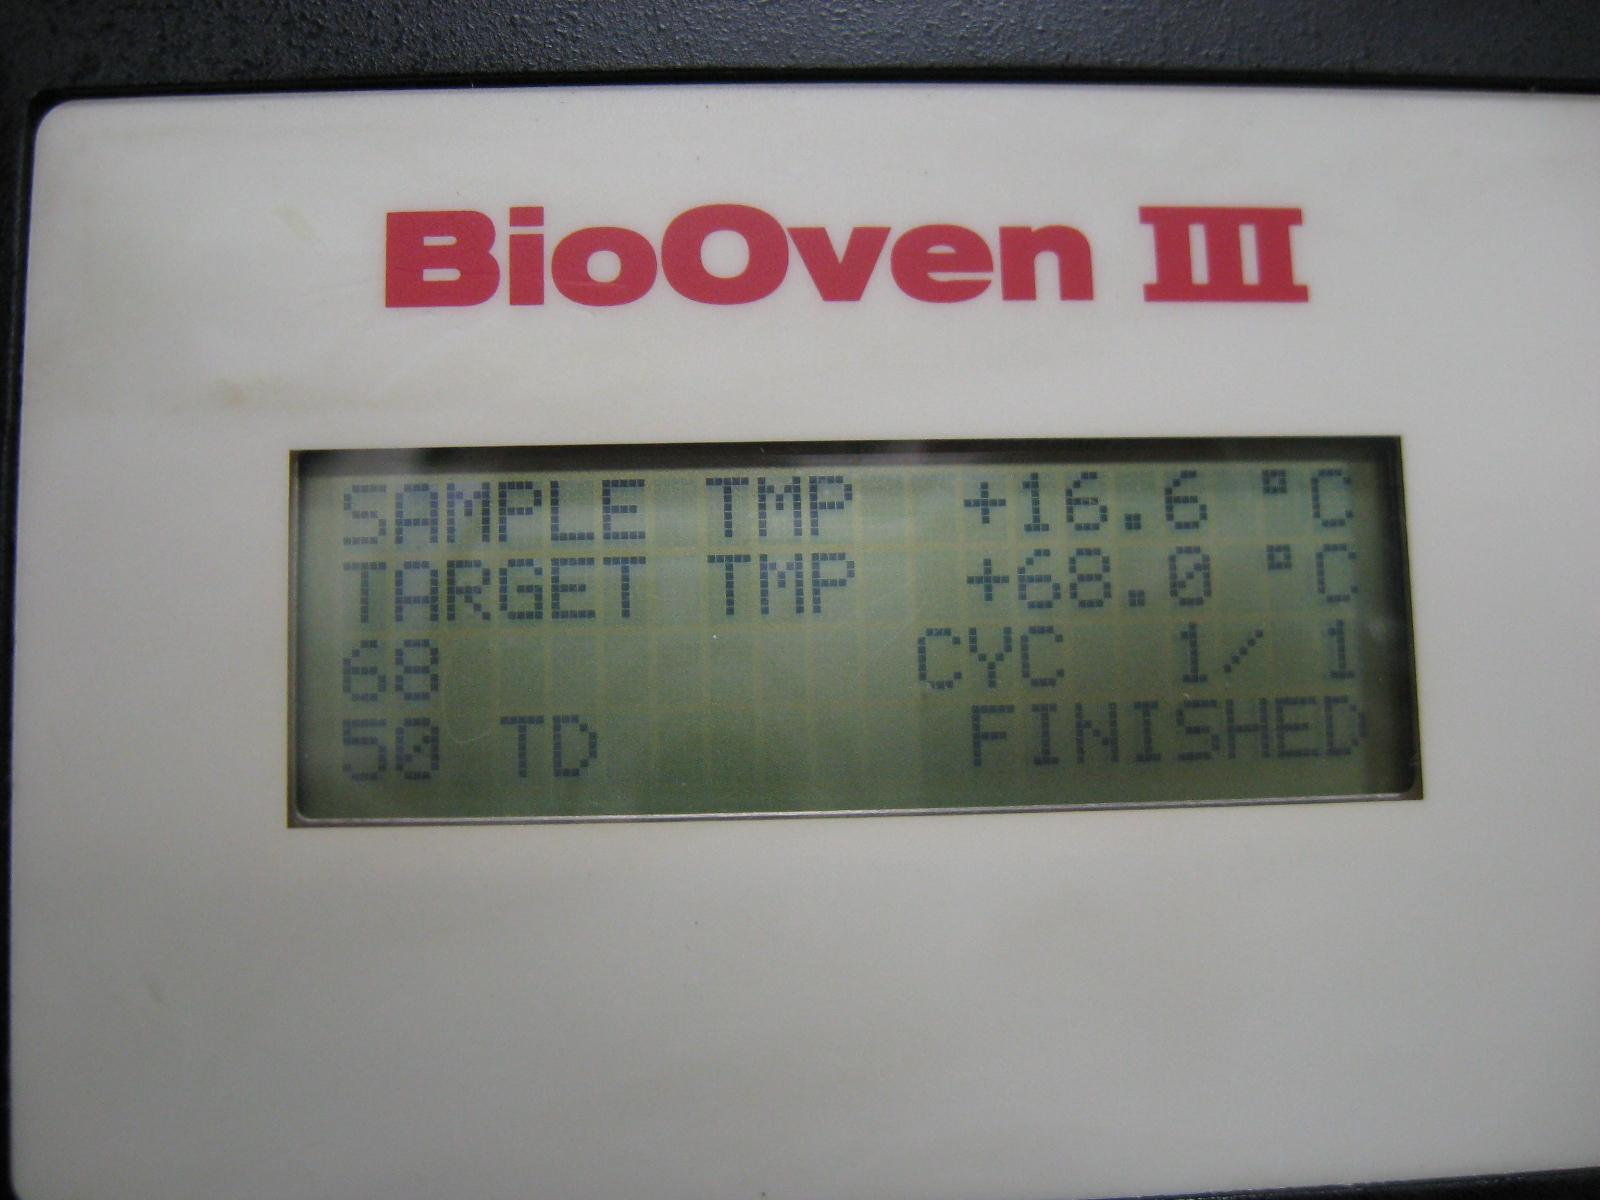 BioOven III
SAMPLE TMP +16.6 °C
TARGET TMP +68.0 °C
68 CYC 1/ 1
50 TD FINISHED